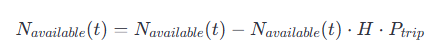 N_{available}(t) = N_{available}(t) − N_{available}(t) · H · P_{trip}